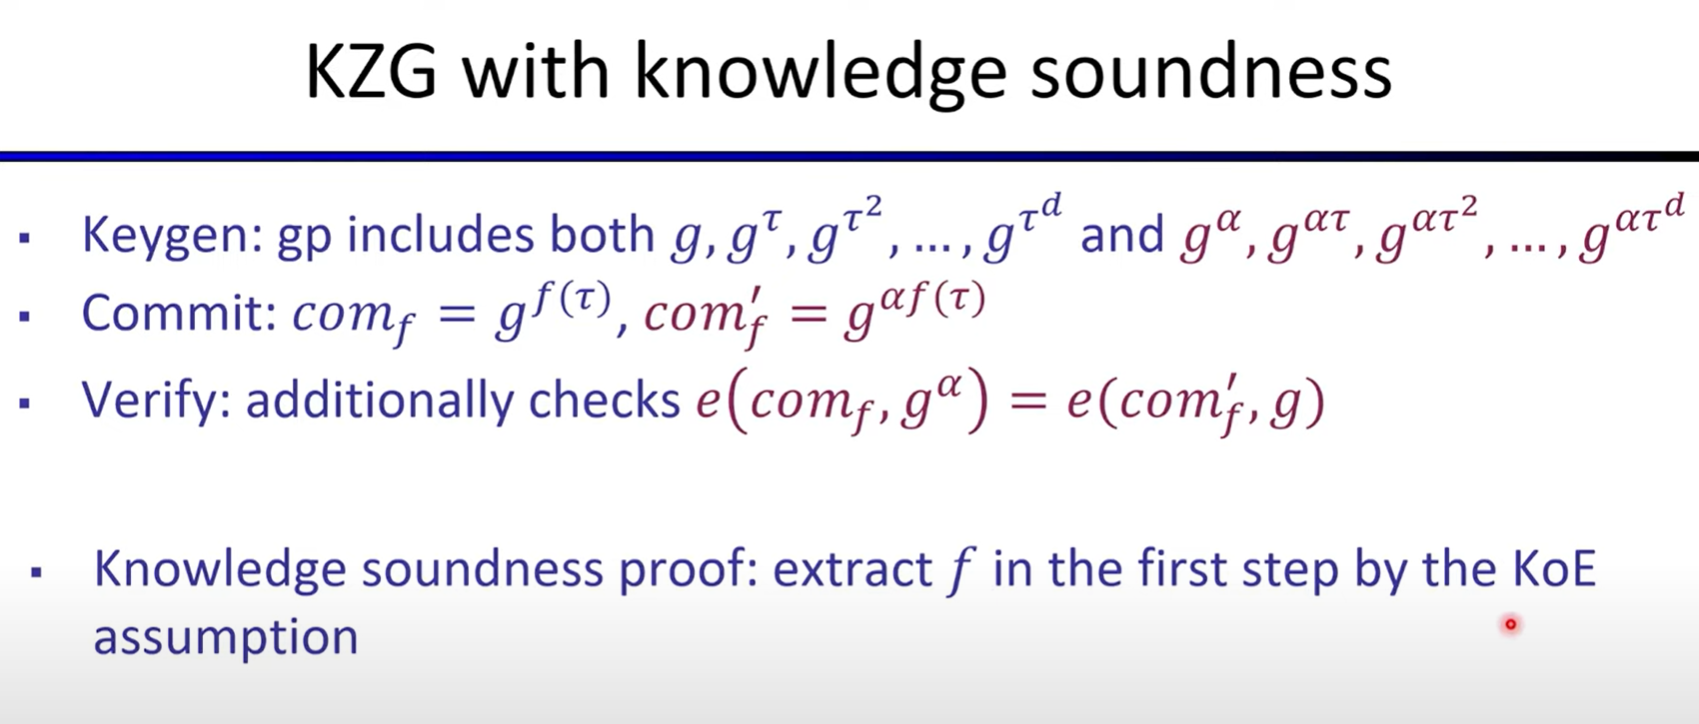 KZG with knowledge soundness
▪ Keygen: gp includes both $g, g^{\tau}, g^{\tau^2}, \ldots, g^{\tau^d}$ and $g^{\alpha}, g^{\alpha\tau}, g^{\alpha\tau^2}, \ldots, g^{\alpha\tau^d}$
▪ Commit: $com_f = g^{f(\tau)}, com'_f = g^{\alpha f(\tau)}$
▪ Verify: additionally checks $e(com_f, g^{\alpha}) = e(com'_f, g)$
▪ Knowledge soundness proof: extract $f$ in the first step by the KoE
assumption